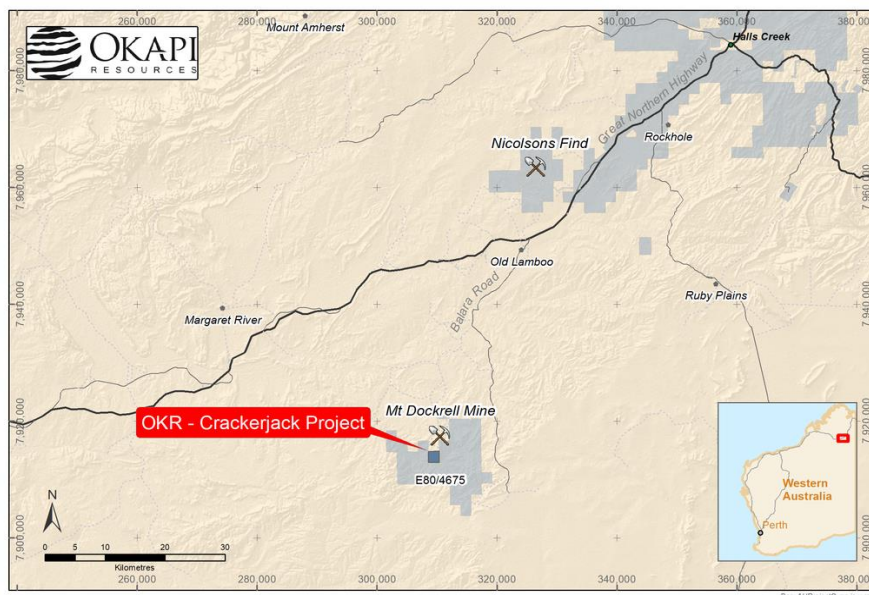 260,000
280,000
300,000
320,000
340,000
360,000
380,000
OKAPI
RESOURCES
Mount Amherst
Halls Creek
7,980,000
7,980,000
Great Northern Highway
Rockhole
Nicolsons Find
7,960,000
7,960,000
Old Lamboo
Balara Road
Ruby Plains
7,940,000
7,940,000
Margaret River
Mt Dockrell Mine
OKR - Crackerjack Project
7,920,000
7,920,000
E80/4675
Western
Australia
Perth
N
0 5 10 20 30
Kilometres
7,900,000
7,900,000
260,000
280,000
300,000
320,000
340,000
360,000
380,000